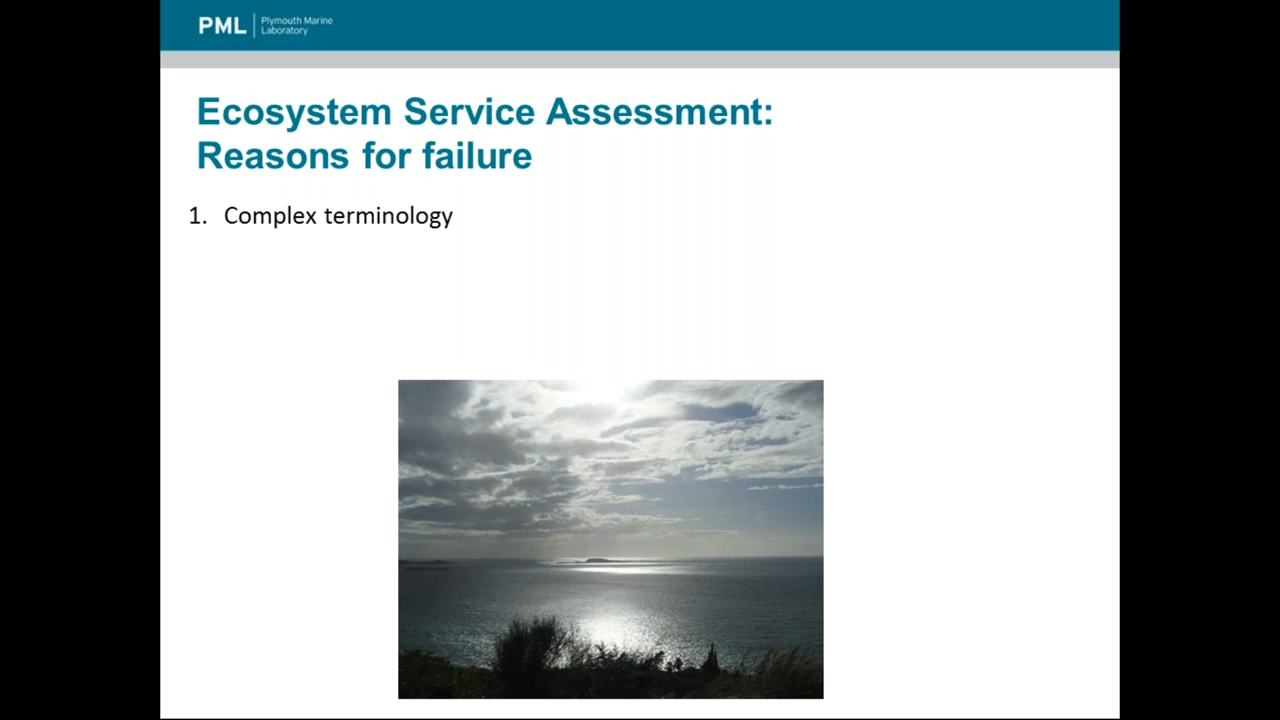 PML
Plymouth Marine
Laboratory
Ecosystem Service Assessment:
Reasons for failure
1. Complex terminology